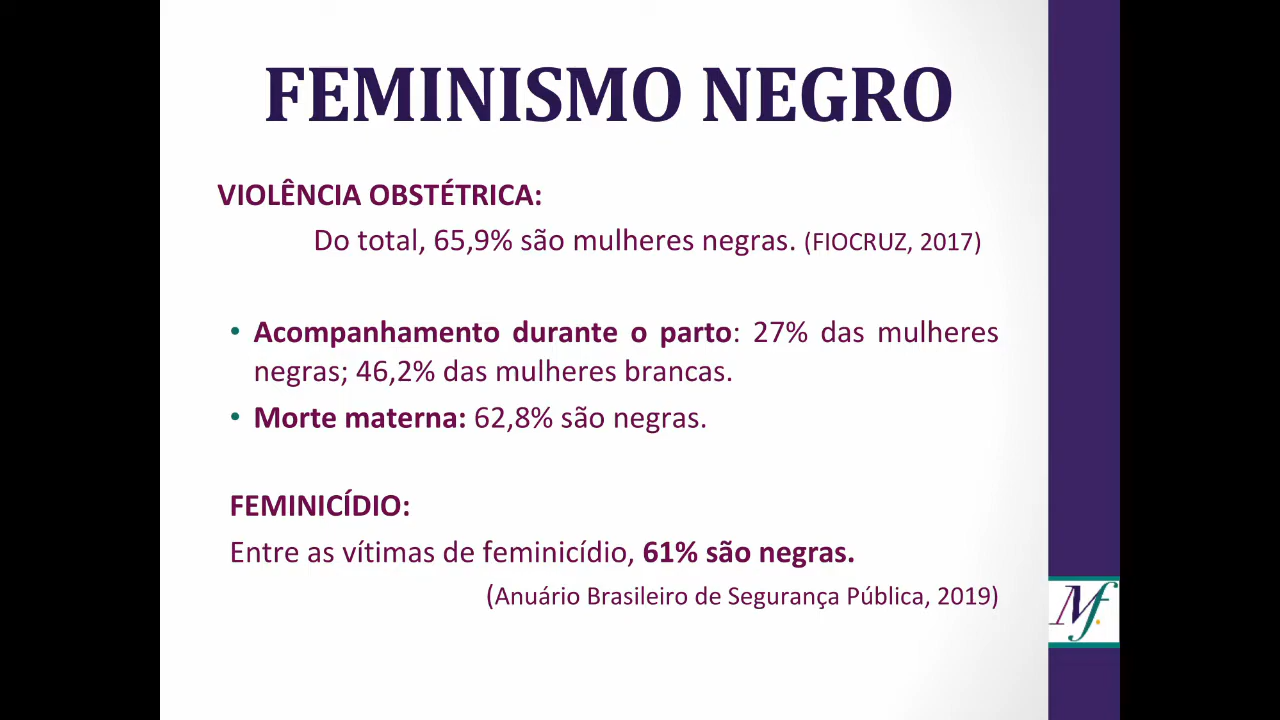 FEMINISMO NEGRO
VIOLÊNCIA OBSTÉTRICA:
Do total, 65,9% são mulheres negras. (FIOCRUZ, 2017)
• Acompanhamento durante o parto: 27% das mulheres
negras; 46,2% das mulheres brancas.
• Morte materna: 62,8% são negras.
FEMINICÍDIO:
Entre as vítimas de feminicídio, 61% são negras.
(Anuário Brasileiro de Segurança Pública, 2019)
Mf.